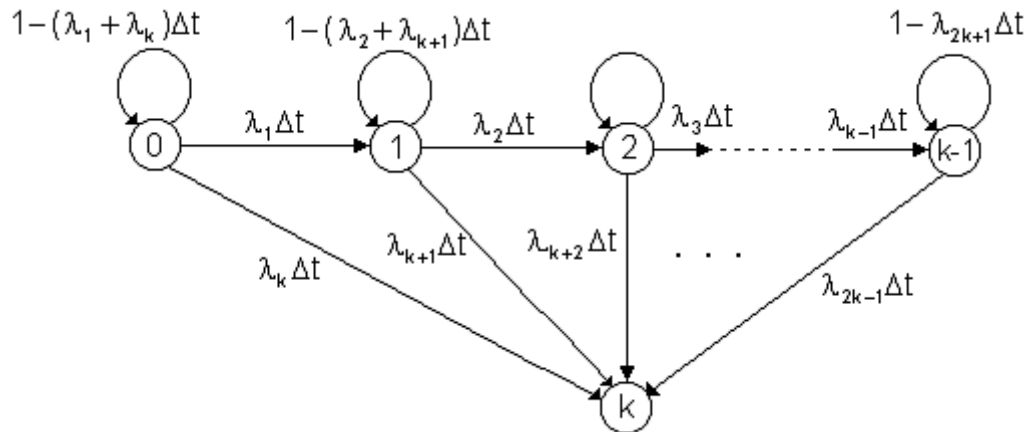 1−(λ₁ + λₖ)Δt
1−(λ₂ + λₖ₊₁)Δt
1−λ₂ₖ₊₁Δt
λ₁Δt
λ₂Δt
λ₃Δt
λₖ₋₁Δt
0
1
2
k-1
λₖΔt
λₖ₊₁Δt
λₖ₊₂Δt
. . .
λ₂ₖ₋₁Δt
k